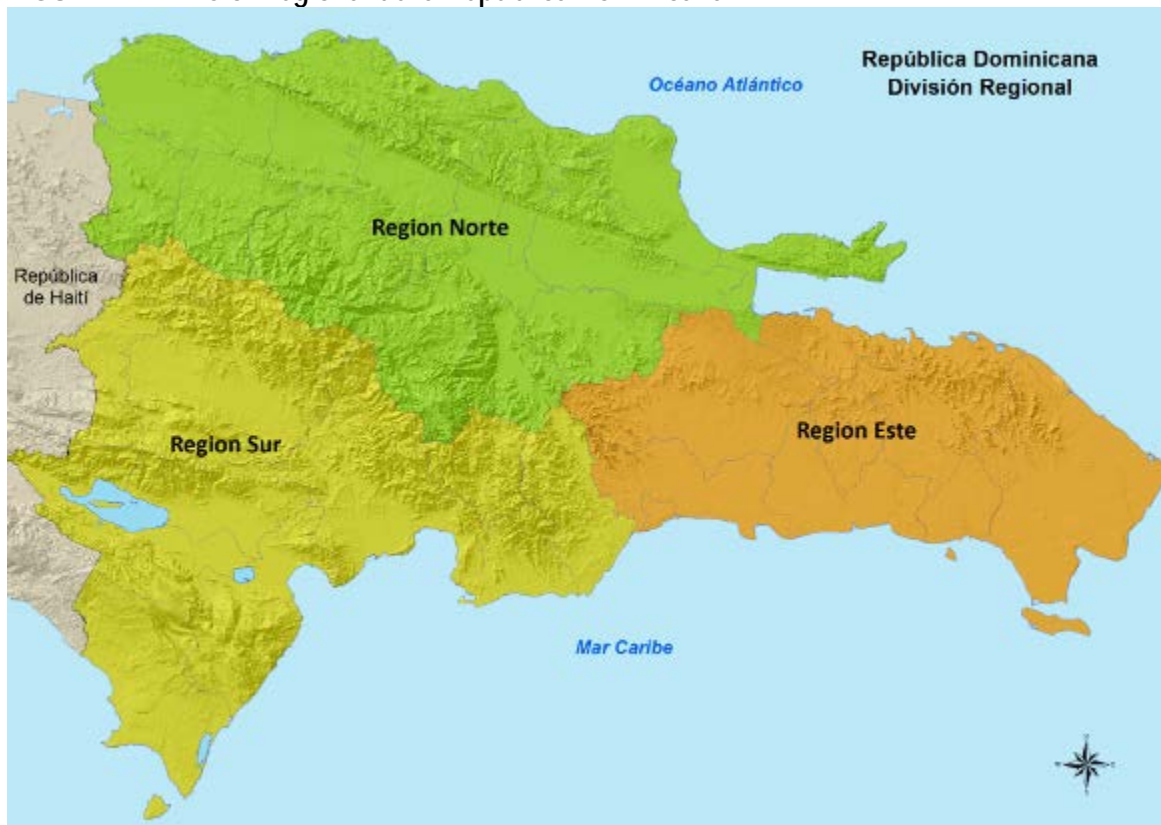 República Dominicana
División Regional
Océano Atlántico
Region Norte
República
de Haití
Region Sur
Region Este
Mar Caribe